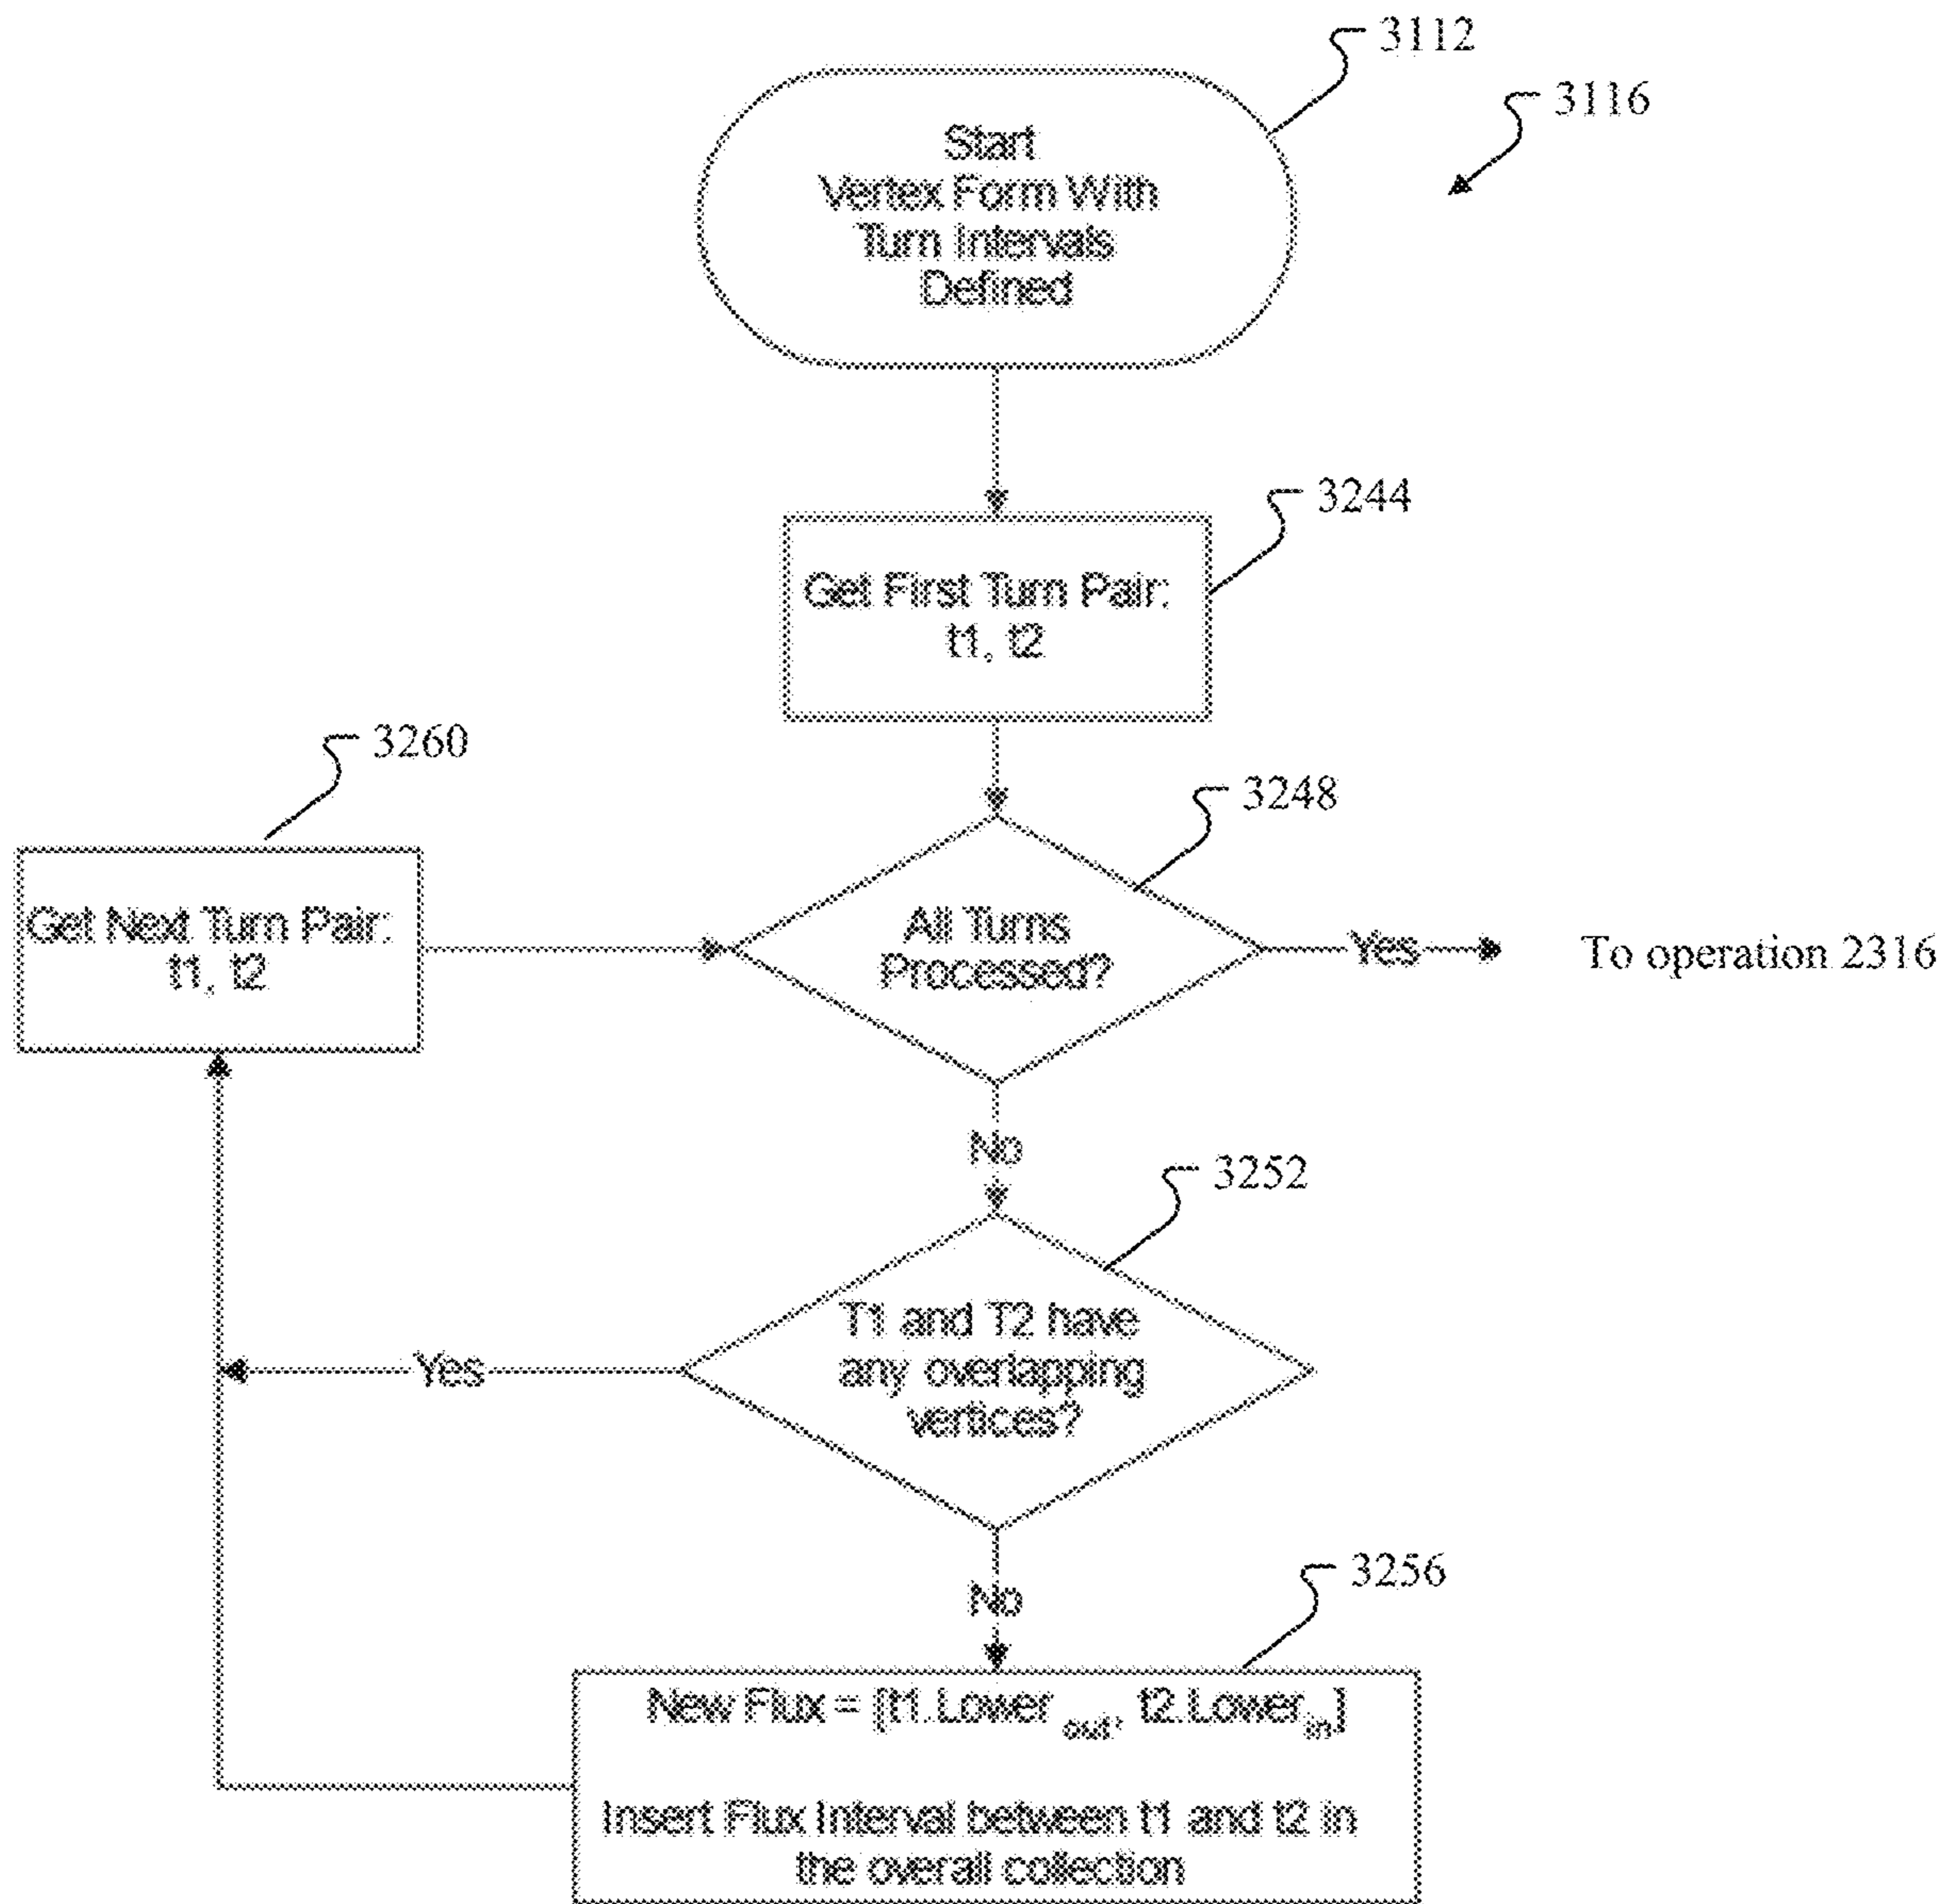 3112
3116
Start
Vertex Form With
Turn Intervals
Defined
3244
Get First Turn Pair:
t1, t2
3260
3248
Get Next Turn Pair:
t1, t2
All Turns
Processed?
Yes
To operation 2316
No
3252
T1 and T2 have
any overlapping
vertices?
Yes
No
3256
New Flux = [t1.Lower out, t2.Lower in]
Insert Flux Interval between t1 and t2 in
the overall collection